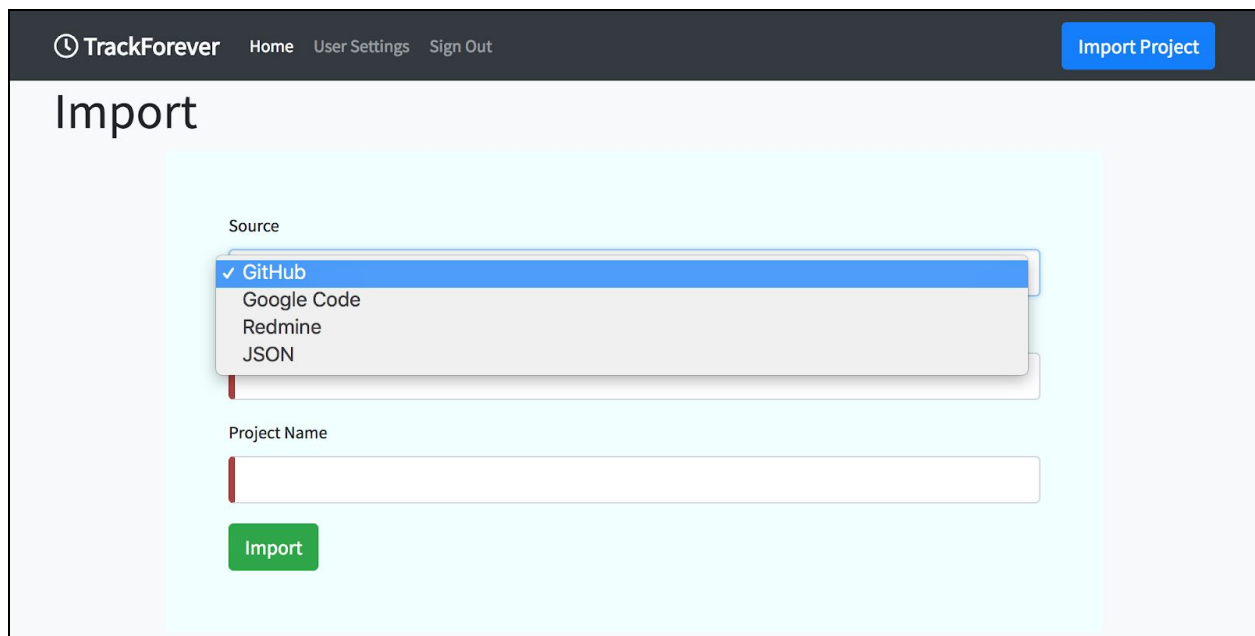 TrackForever Home User Settings Sign Out Import Project
Import
Source
✓ GitHub
Google Code
Redmine
JSON
Project Name
Import